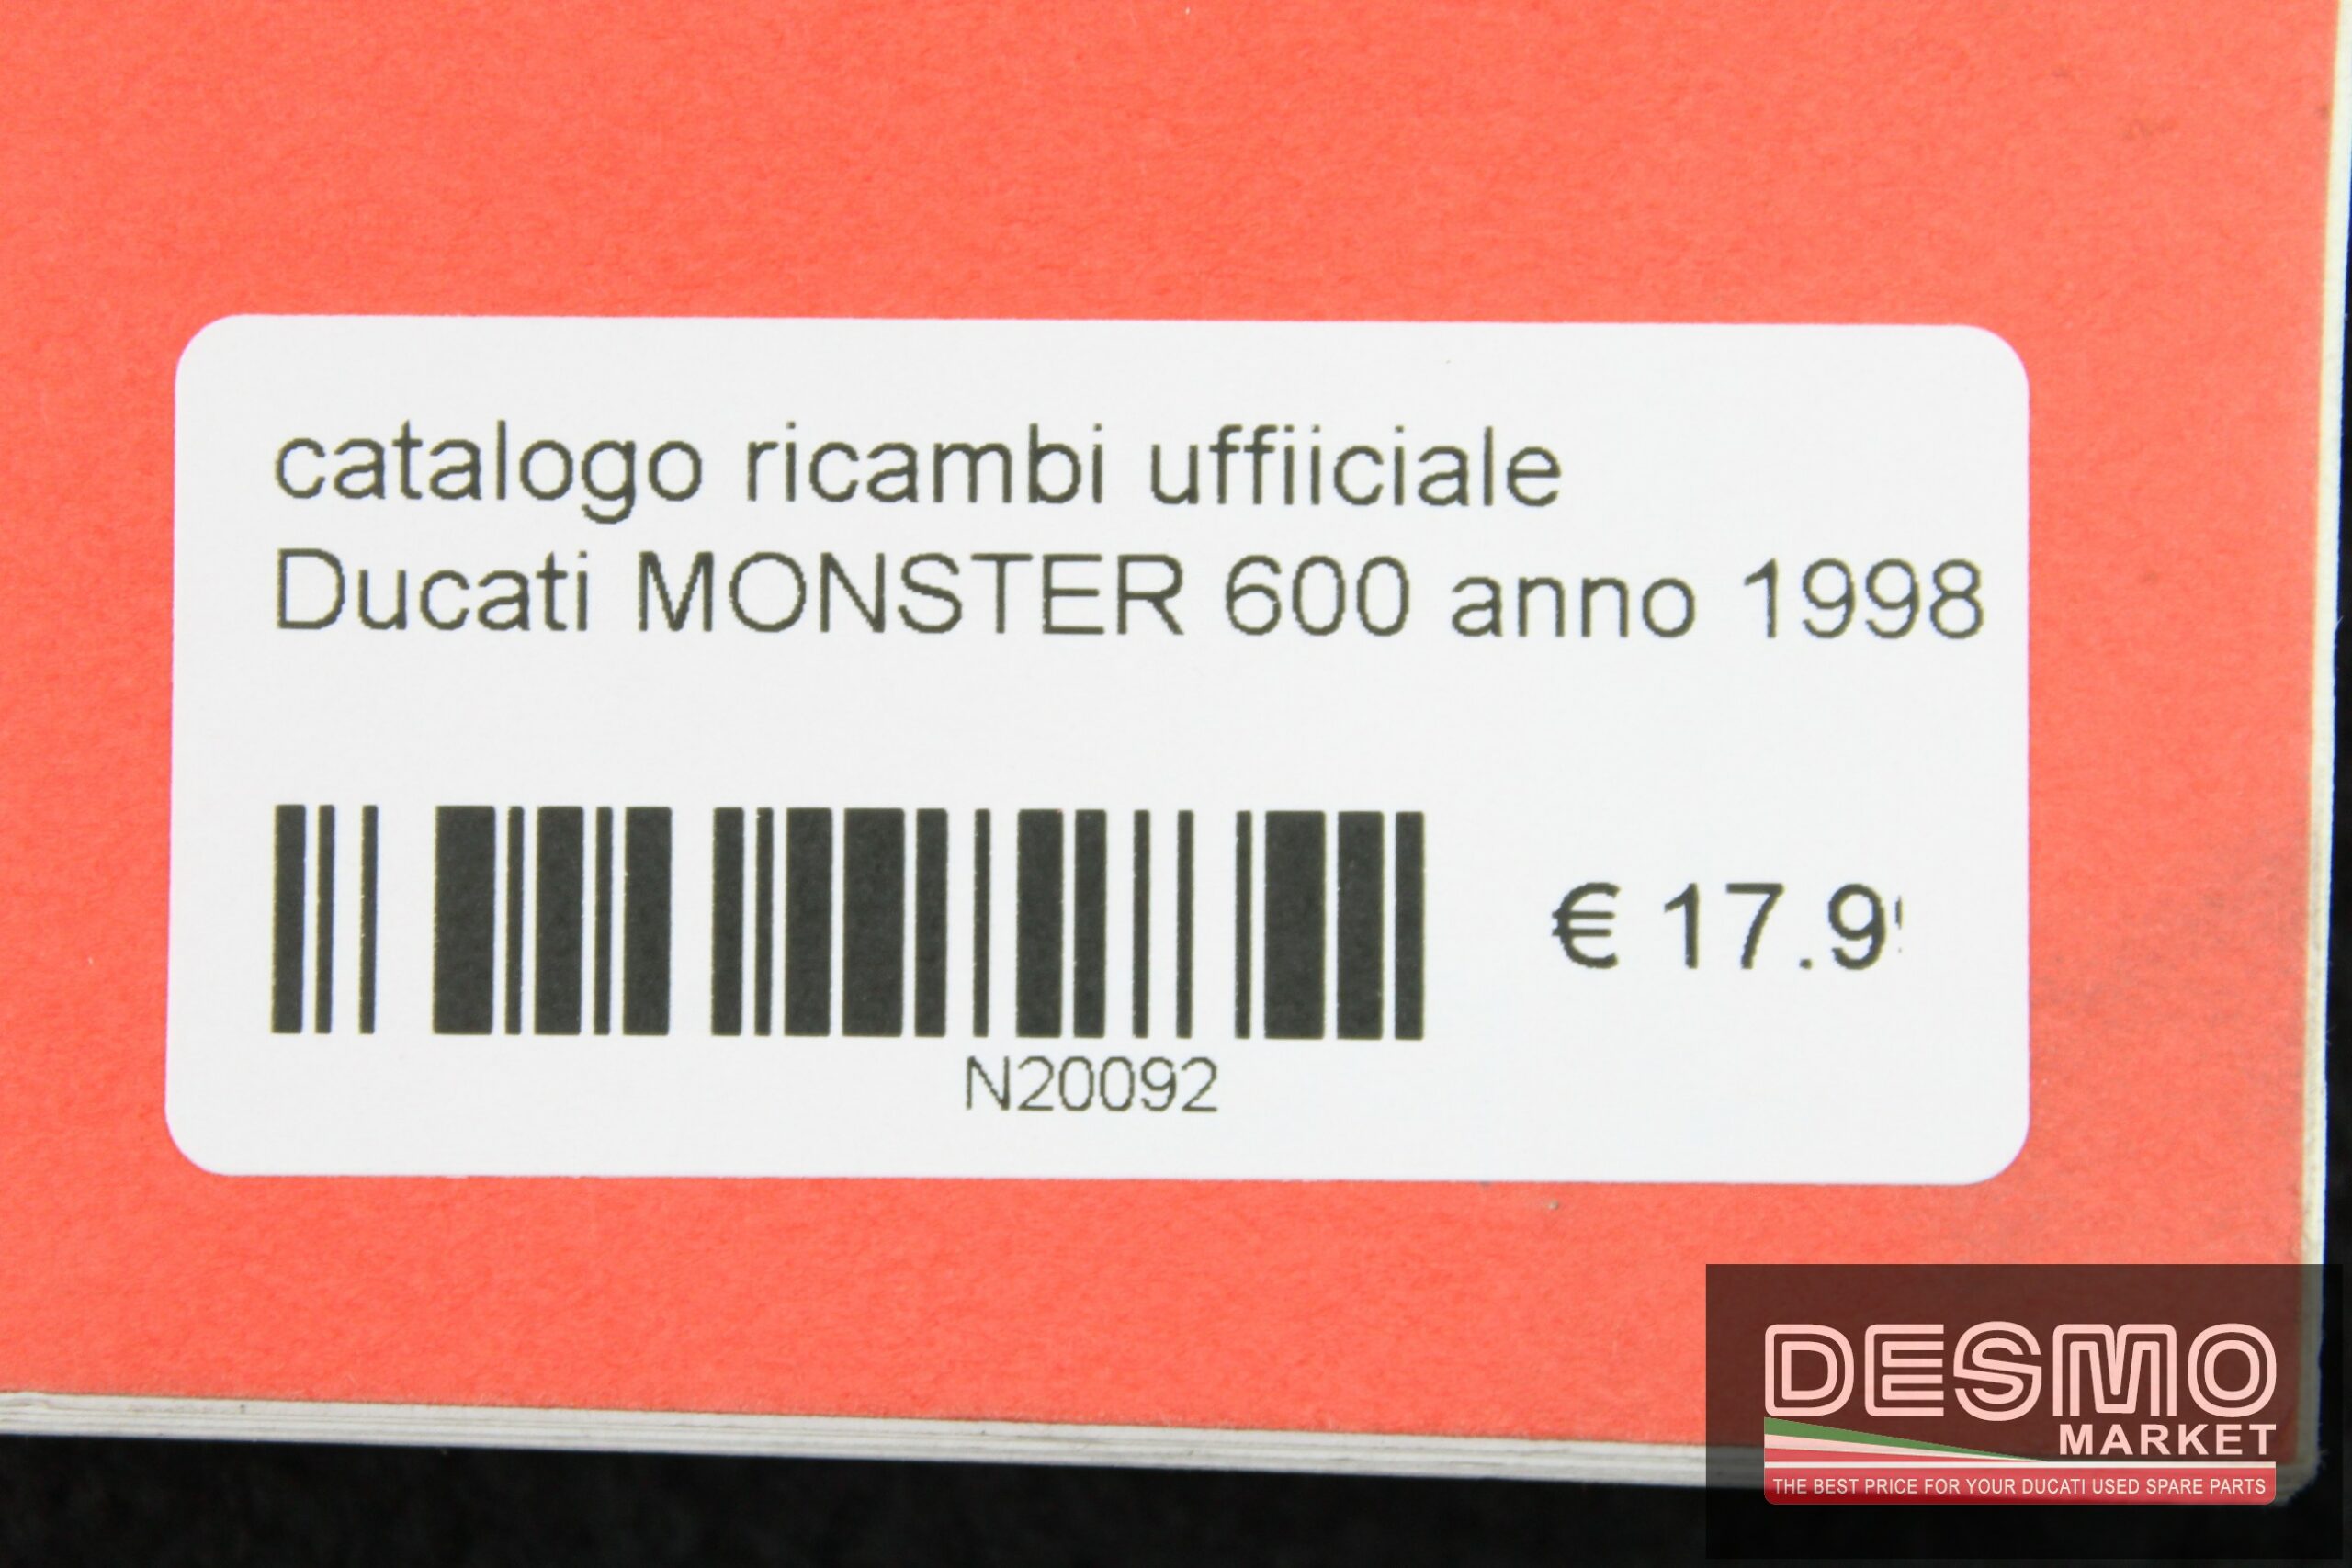 catalogo ricambi uffiiciale
Ducati MONSTER 600 anno 1998
€ 17.9
N20092
DESMO
MARKET
THE BEST PRICE FOR YOUR DUCATI USED SPARE PARTS